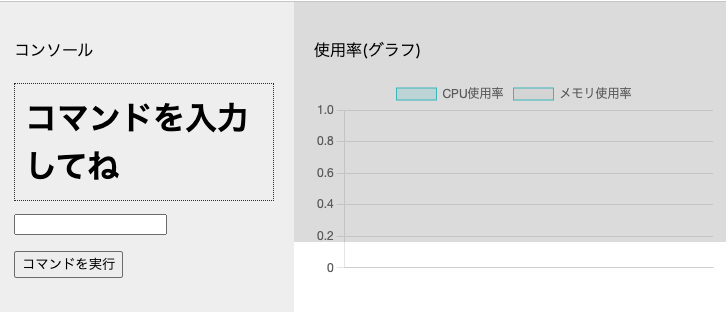 コンソール
コマンドを入力
してね
コマンドを実行
使用率(グラフ)
CPU使用率 メモリ使用率
1.0
0.8
0.6
0.4
0.2
0